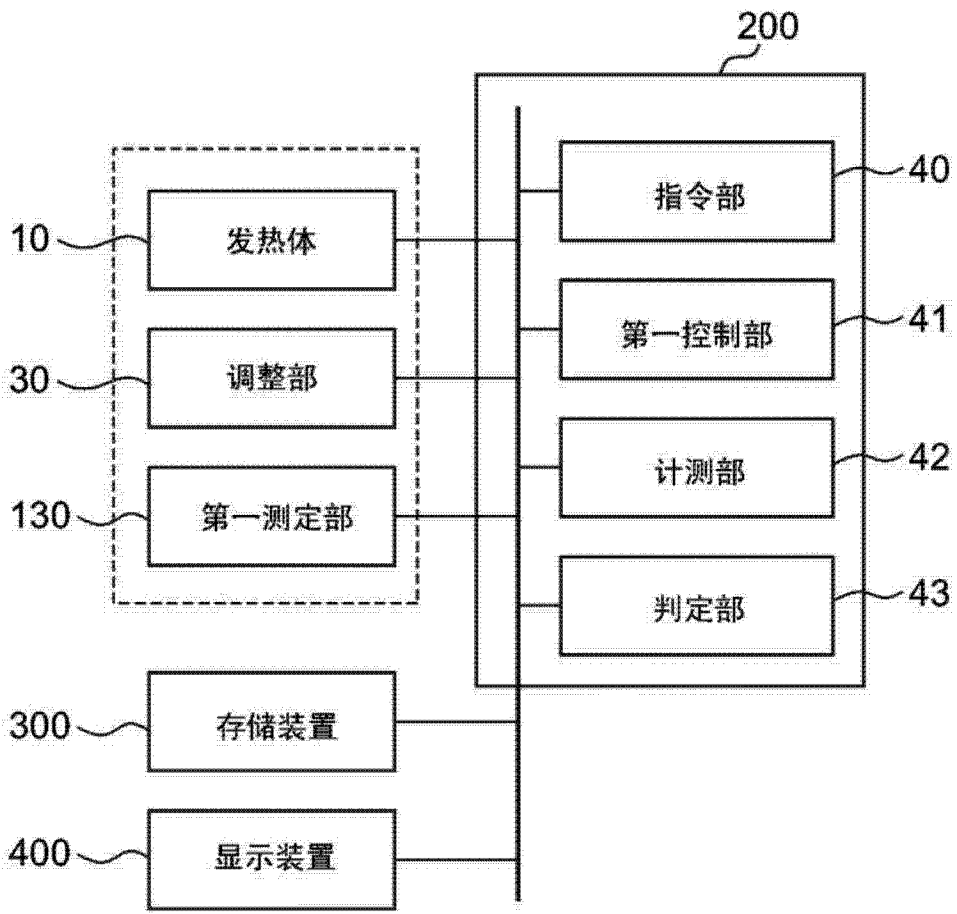 200
指令部
40
10
发热体
第一控制部
41
30
调整部
计测部
42
130
第一测定部
判定部
43
300
存储装置
400
显示装置